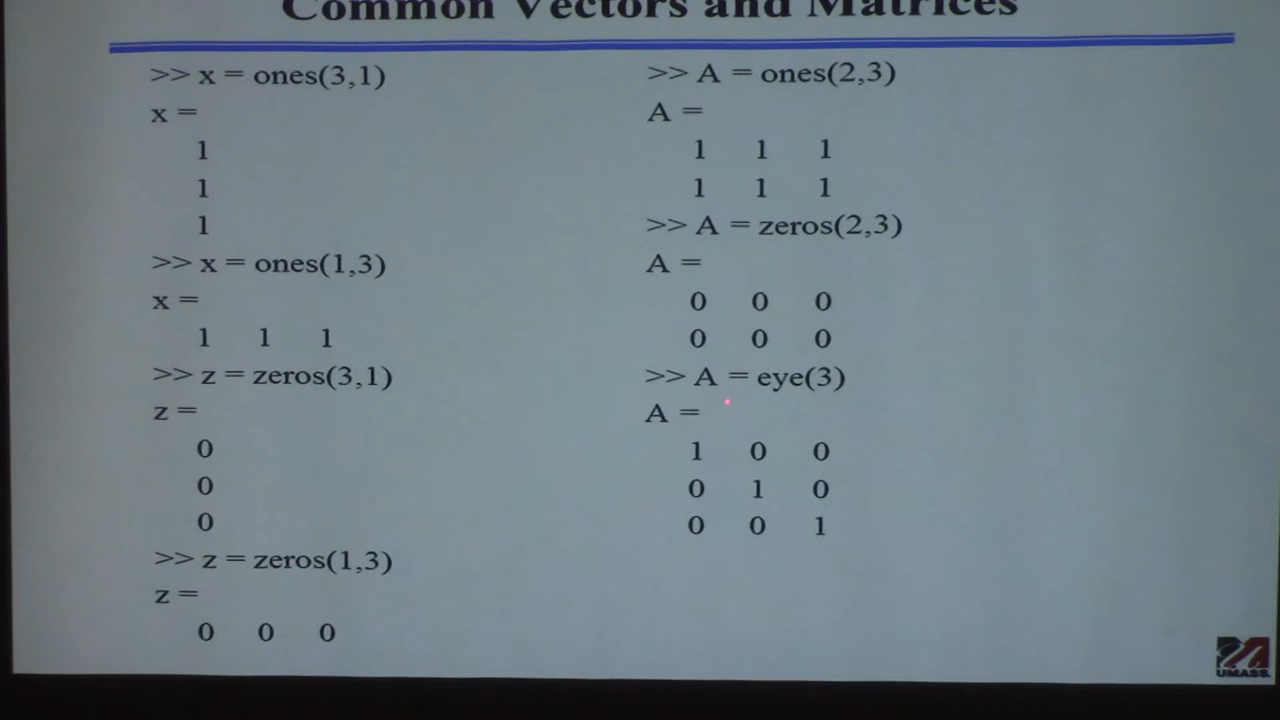 Common Vectors and Matrices
>> x = ones(3,1)
x =
1
1
1
>> x = ones(1,3)
x =
1 1 1
>> z = zeros(3,1)
z =
0
0
0
>> z = zeros(1,3)
z =
0 0 0
>> A = ones(2,3)
A =
1 1 1
1 1 1
>> A = zeros(2,3)
A =
0 0 0
0 0 0
>> A = eye(3)
A =
1 0 0
0 1 0
0 0 1
UMASS